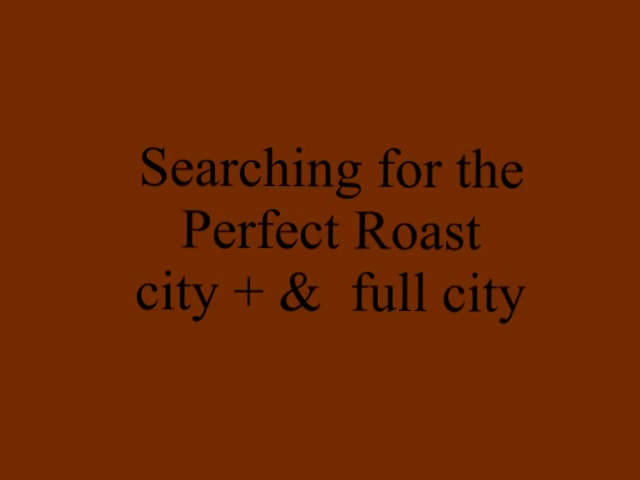 Searching for the
Perfect Roast
city + &  full city